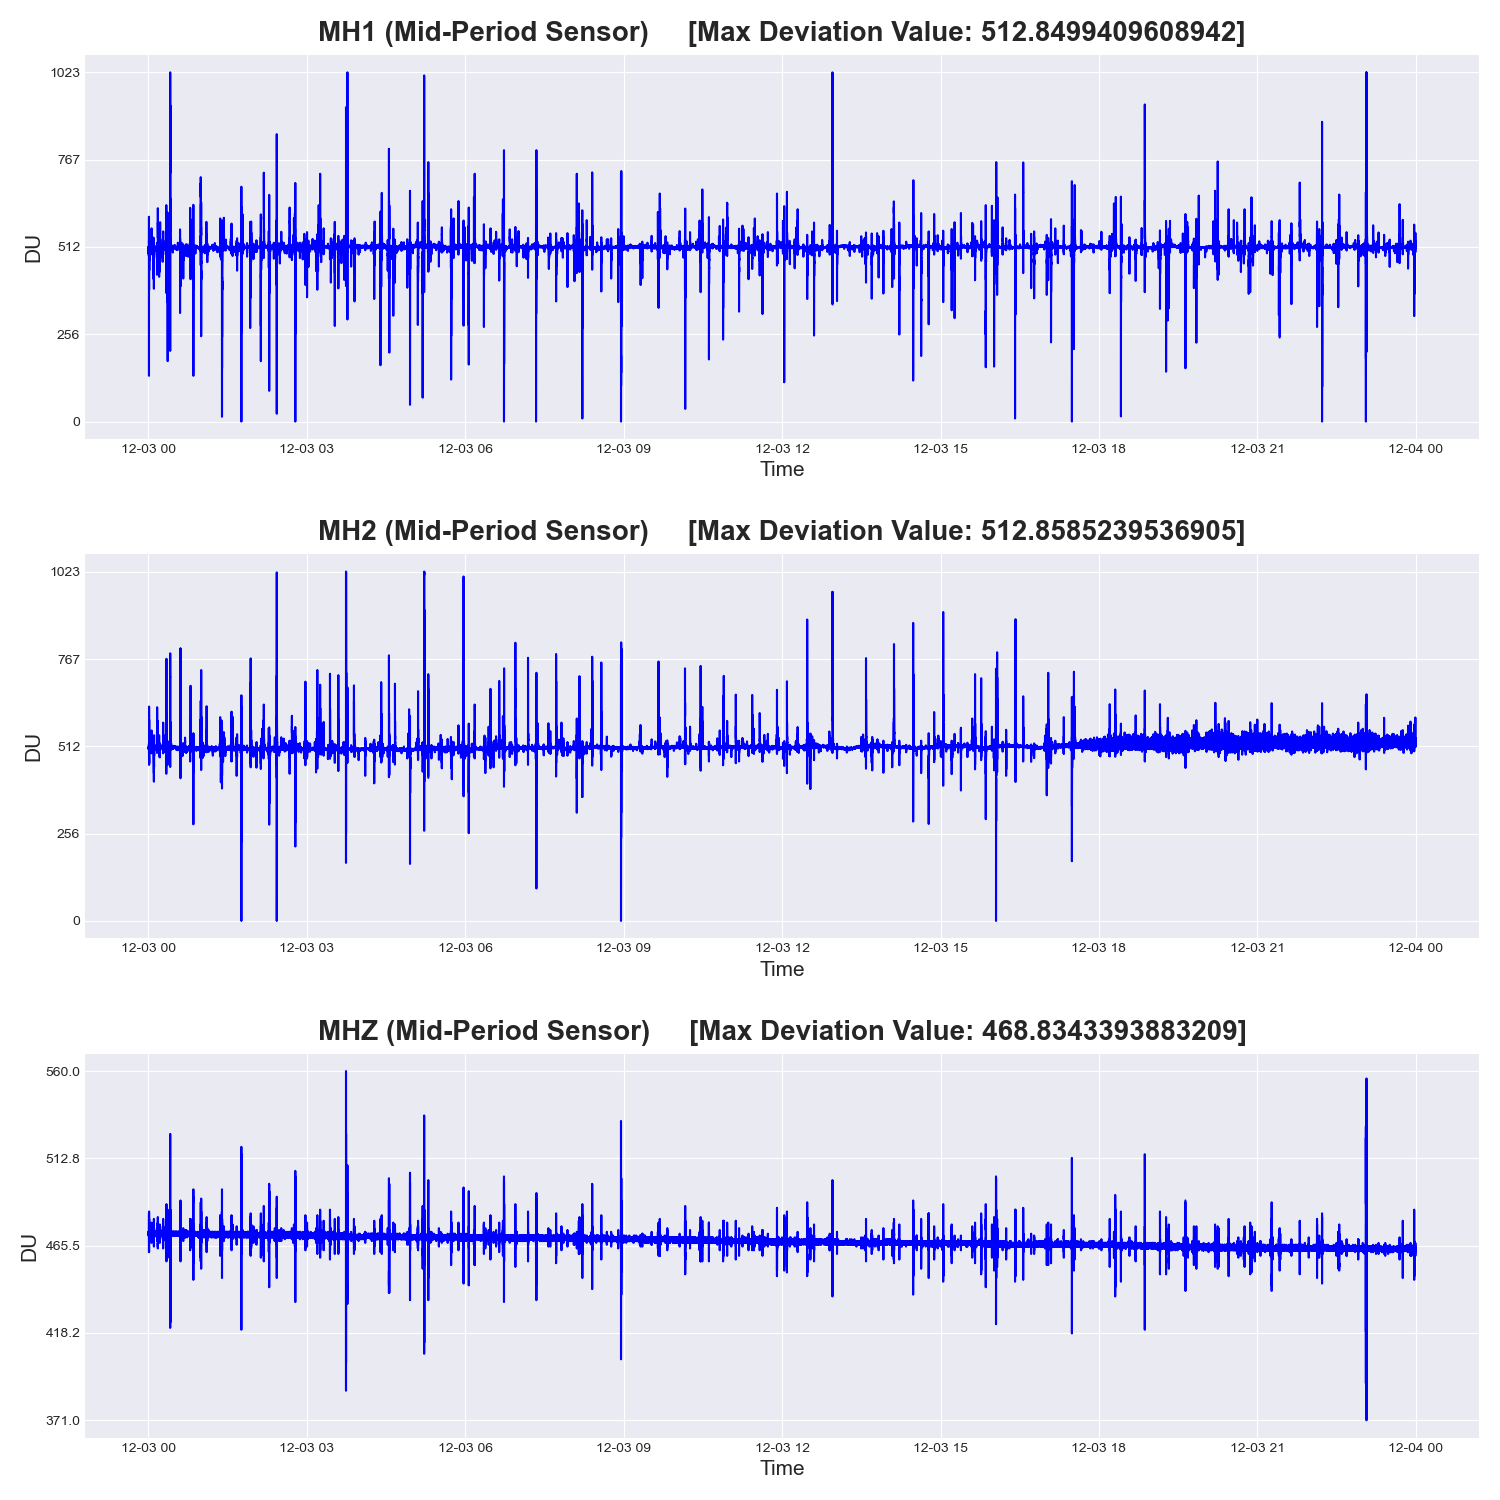 MH1 (Mid-Period Sensor) [Max Deviation Value: 512.8499409608942]
1023
767
512
256
0
DU
12-03 00 12-03 03 12-03 06 12-03 09 12-03 12 12-03 15 12-03 18 12-03 21 12-04 00
Time
MH2 (Mid-Period Sensor) [Max Deviation Value: 512.8585239536905]
1023
767
512
256
0
DU
12-03 00 12-03 03 12-03 06 12-03 09 12-03 12 12-03 15 12-03 18 12-03 21 12-04 00
Time
MHZ (Mid-Period Sensor) [Max Deviation Value: 468.8343393883209]
560.0
512.8
465.5
418.2
371.0
DU
12-03 00 12-03 03 12-03 06 12-03 09 12-03 12 12-03 15 12-03 18 12-03 21 12-04 00
Time